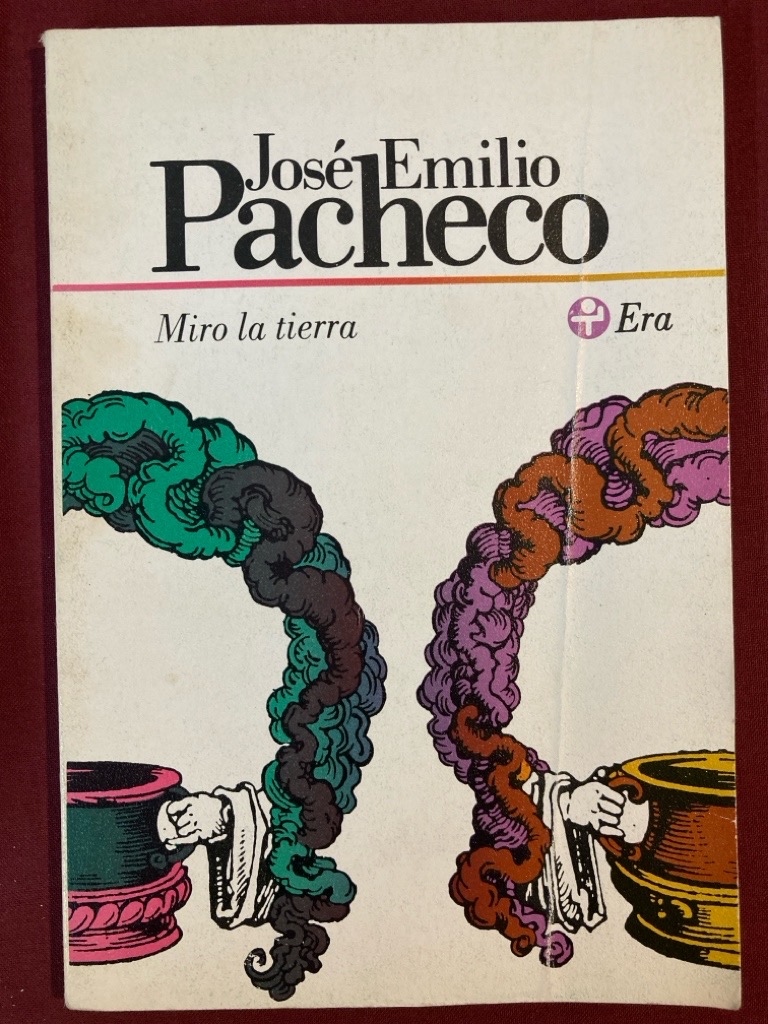 José Emilio
Pacheco
Miro la tierra
Era